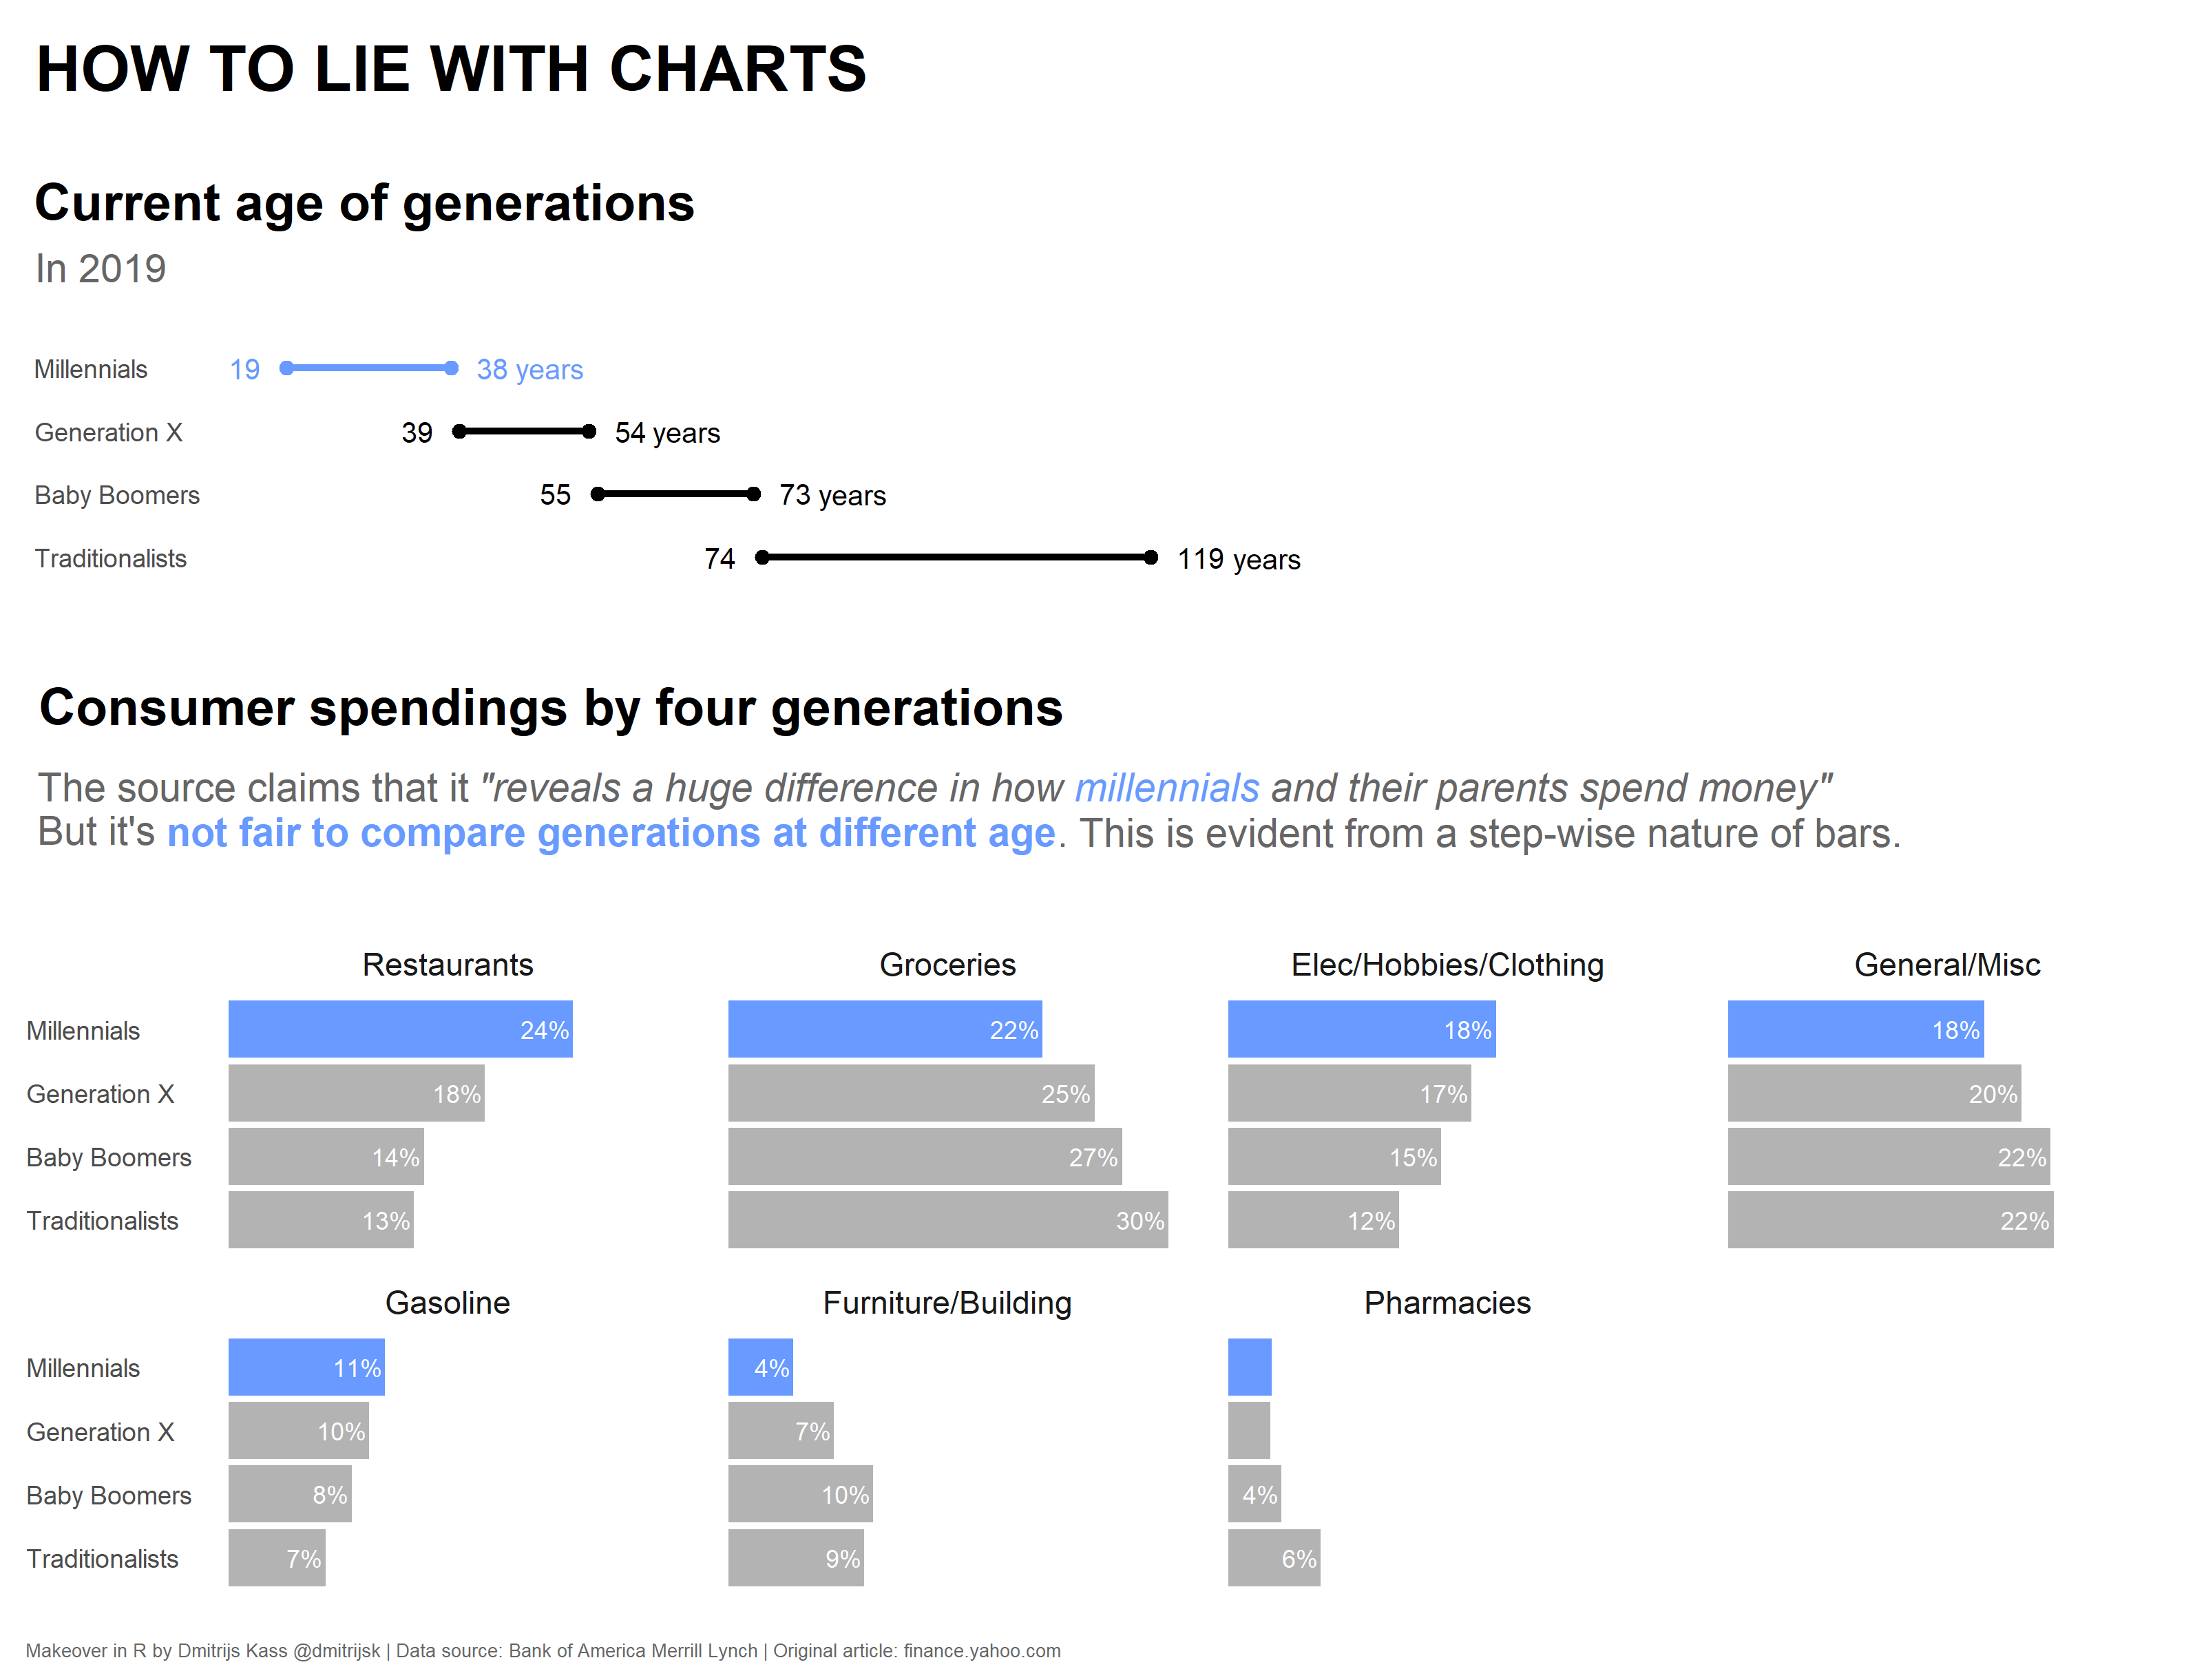 HOW TO LIE WITH CHARTS
Current age of generations
In 2019
Millennials 19 38 years
Generation X 39 54 years
Baby Boomers 55 73 years
Traditionalists 74 119 years
Consumer spendings by four generations
The source claims that it "reveals a huge difference in how millennials and their parents spend money"
But it's not fair to compare generations at different age. This is evident from a step-wise nature of bars.
Restaurants Groceries Elec/Hobbies/Clothing General/Misc
Millennials 24% 22% 18% 18%
Generation X 18% 25% 17% 20%
Baby Boomers 14% 27% 15% 22%
Traditionalists 13% 30% 12% 22%
Gasoline Furniture/Building Pharmacies
Millennials 11% 4%
Generation X 10% 7%
Baby Boomers 8% 10% 4%
Traditionalists 7% 9% 6%
Makeover in R by Dmitrijs Kass @dmitrijsk | Data source: Bank of America Merrill Lynch | Original article: finance.yahoo.com